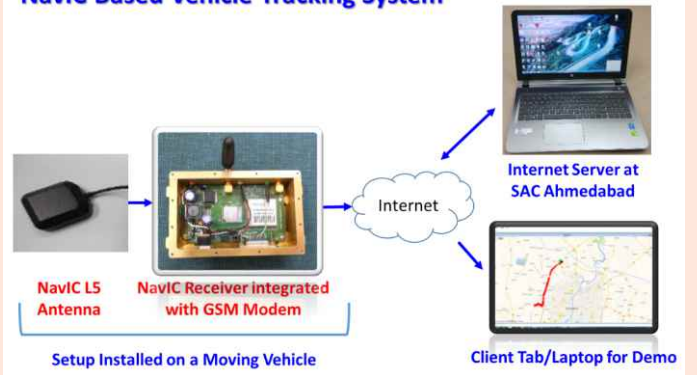 NavIC Based Vehicle Tracking System
Internet Server at
SAC Ahmedabad
Internet
NavIC L5
Antenna
NavIC Receiver integrated
with GSM Modem
Setup Installed on a Moving Vehicle
Client Tab/Laptop for Demo